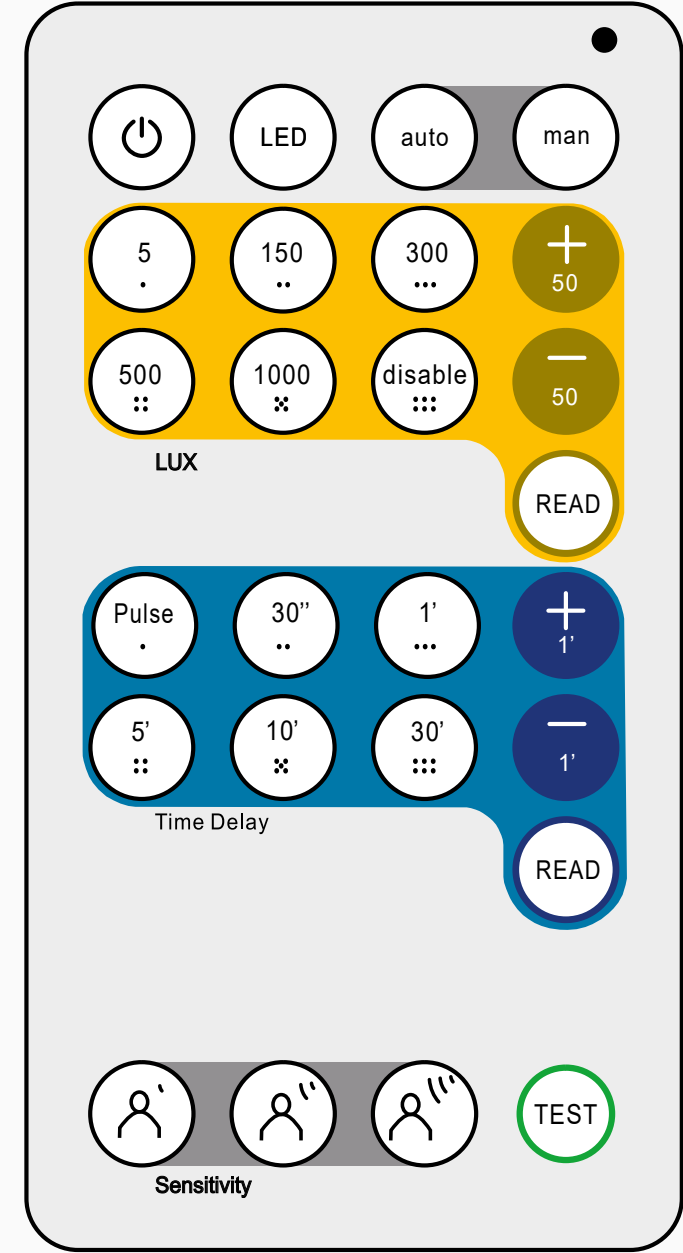 LED auto man
5 150 300 +
50
500 1000 disable —
50
LUX
READ
Pulse 30’’ 1’ +
1’
5’ 10’ 30’ —
1’
Time Delay
READ
TEST
Sensitivity